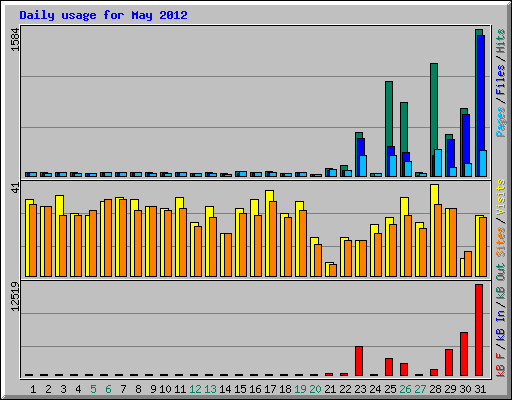 Daily usage for May 2012
1584
Pages / Files / Hits
41
Sites / Visits
12519
kB F / kB In / kB Out
1 2 3 4 5 6 7 8 9 10 11 12 13 14 15 16 17 18 19 20 21 22 23 24 25 26 27 28 29 30 31